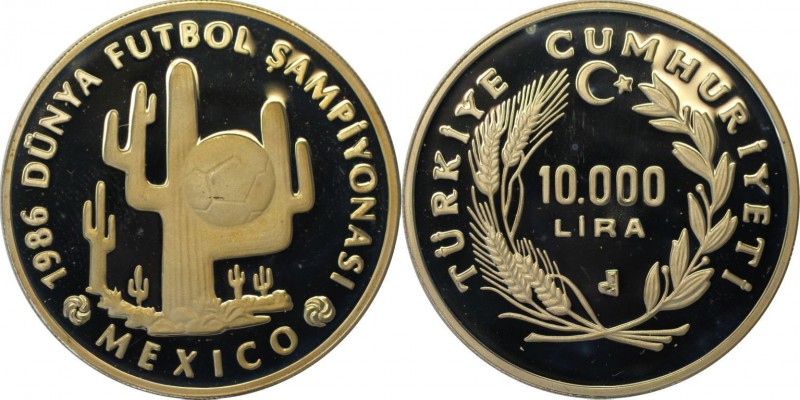 1986 DÜNYA FUTBOL ŞAMPİYONASI
MEXICO
TÜRKİYE CUMHURİYETİ
10.000
LİRA